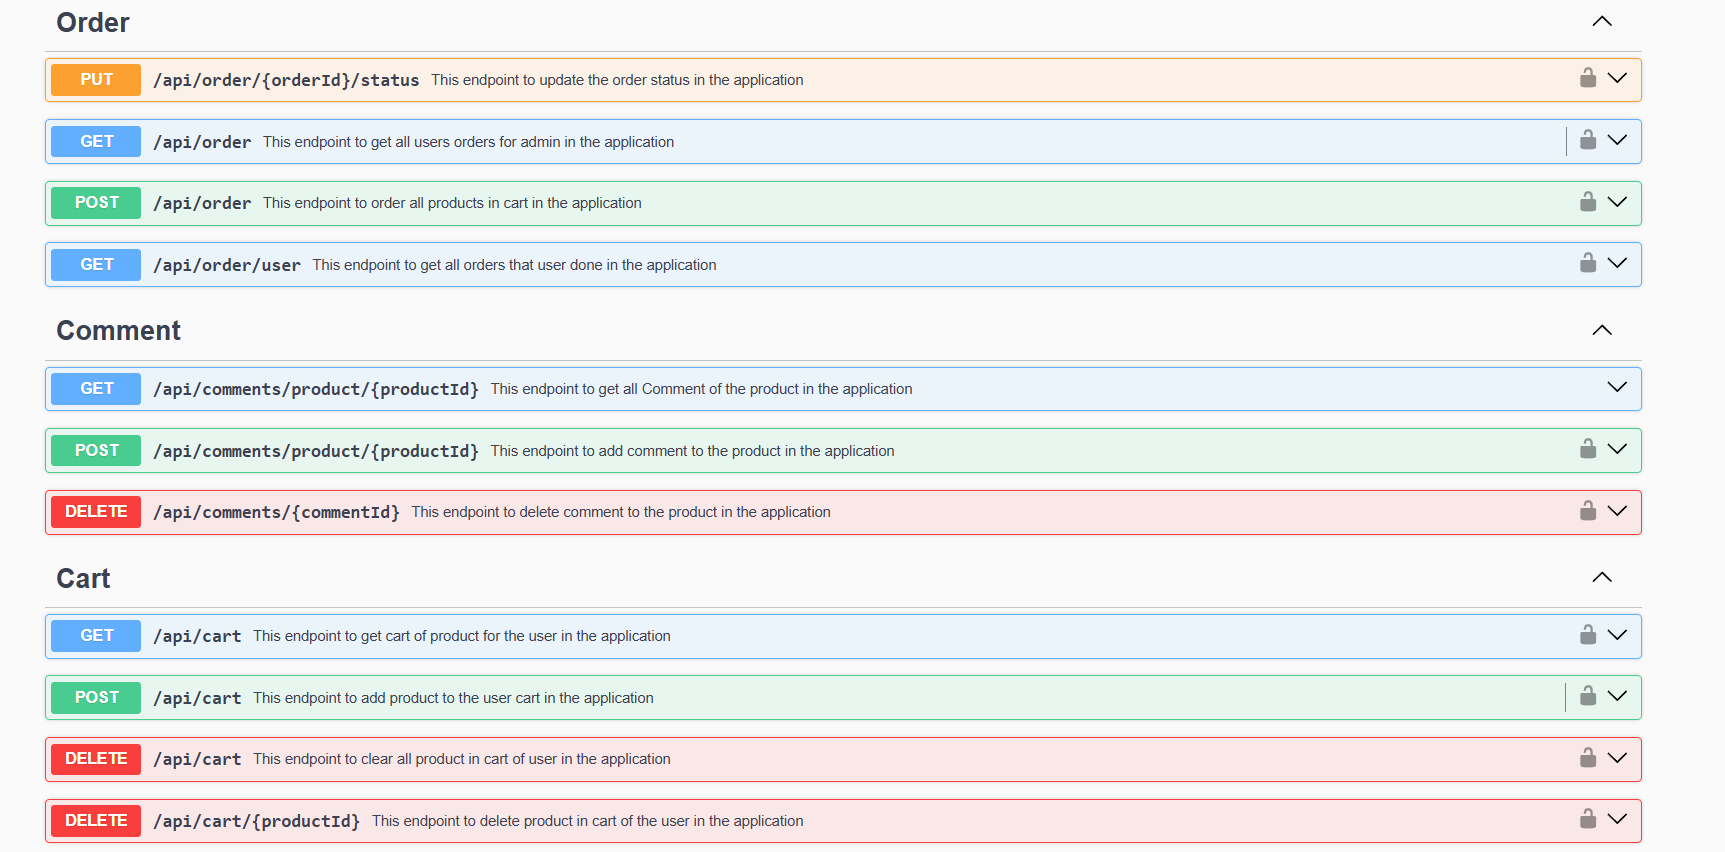 Order
PUT /api/order/{orderId}/status This endpoint to update the order status in the application
GET /api/order This endpoint to get all users orders for admin in the application
POST /api/order This endpoint to order all products in cart in the application
GET /api/order/user This endpoint to get all orders that user done in the application
Comment
GET /api/comments/product/{productId} This endpoint to get all Comment of the product in the application
POST /api/comments/product/{productId} This endpoint to add comment to the product in the application
DELETE /api/comments/{commentId} This endpoint to delete comment to the product in the application
Cart
GET /api/cart This endpoint to get cart of product for the user in the application
POST /api/cart This endpoint to add product to the user cart in the application
DELETE /api/cart This endpoint to clear all product in cart of user in the application
DELETE /api/cart/{productId} This endpoint to delete product in cart of the user in the application